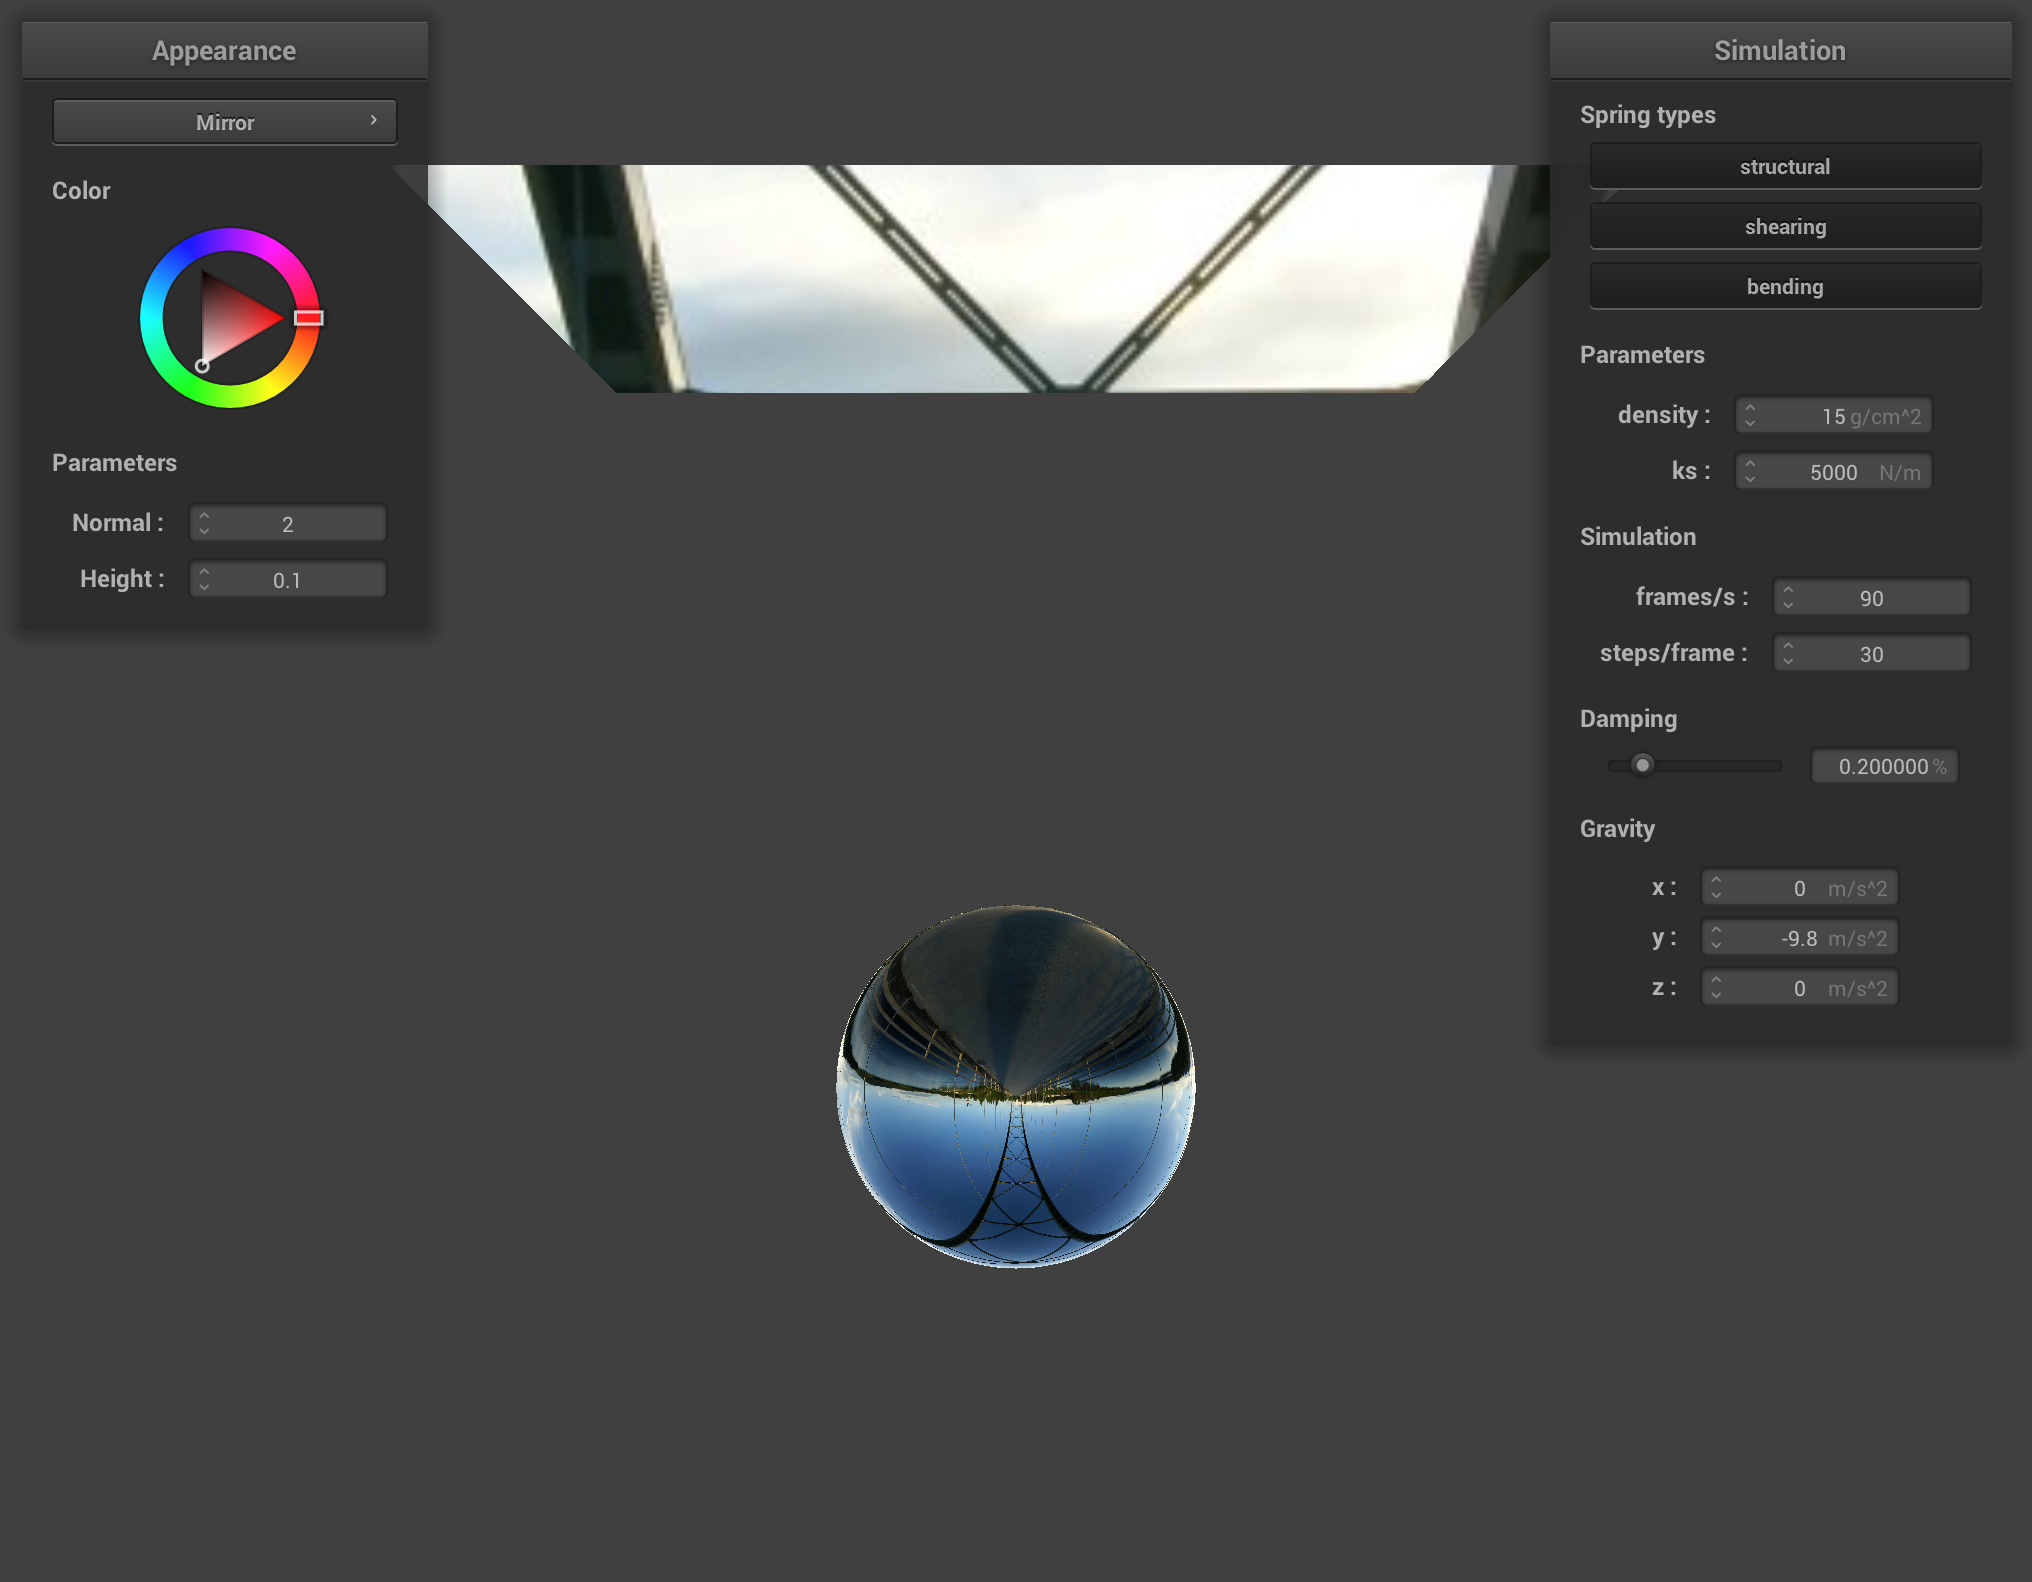 Appearance
Mirror
Color
Parameters
Normal : 2
Height : 0.1
Simulation
Spring types
structural
shearing
bending
Parameters
density : 15 g/cm^2
ks : 5000 N/m
Simulation
frames/s : 90
steps/frame : 30
Damping
0.200000 %
Gravity
x : 0 m/s^2
y : -9.8 m/s^2
z : 0 m/s^2